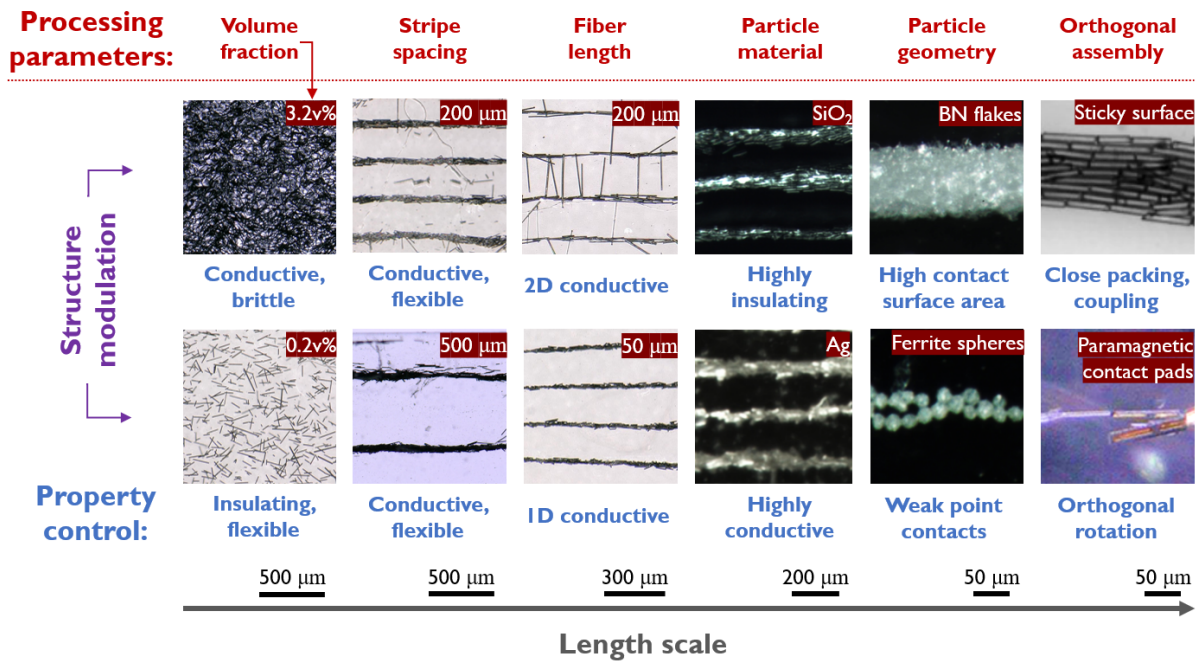 Processing
parameters:
Volume
fraction
Stripe
spacing
Fiber
length
Particle
material
Particle
geometry
Orthogonal
assembly
Structure
modulation
3.2v%
200 μm
200 μm
SiO₂
BN flakes
Sticky surface
Conductive,
brittle
Conductive,
flexible
2D conductive
Highly
insulating
High contact
surface area
Close packing,
coupling
0.2v%
500 μm
50 μm
Ag
Ferrite spheres
Paramagnetic
contact pads
Property
control:
Insulating,
flexible
Conductive,
flexible
1D conductive
Highly
conductive
Weak point
contacts
Orthogonal
rotation
500 μm
500 μm
300 μm
200 μm
50 μm
50 μm
Length scale